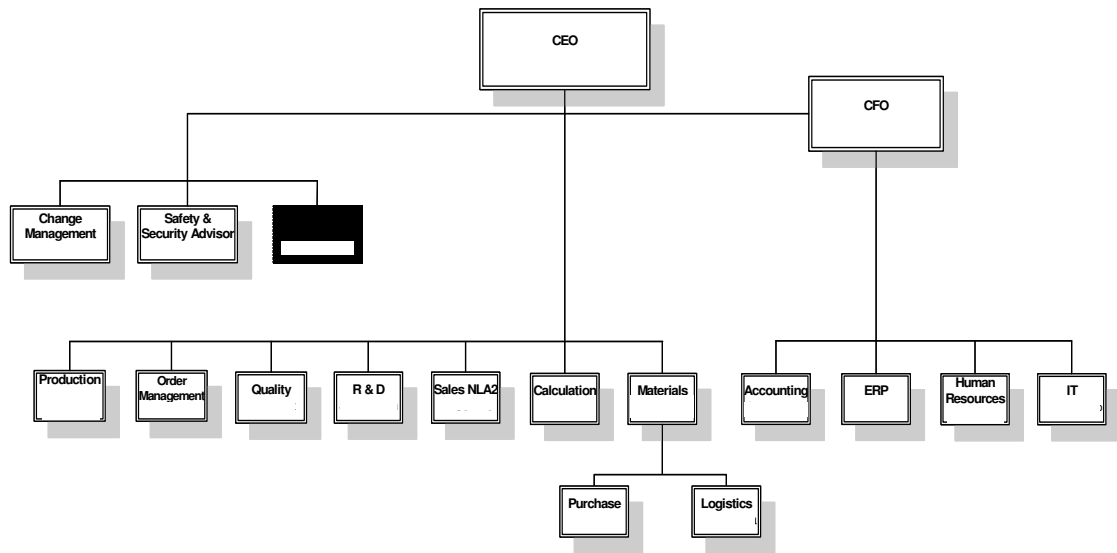 CEO
CFO
Change
Management
Safety &
Security Advisor
Production
Order
Management
Quality
R & D
Sales NLA2
Calculation
Materials
Accounting
ERP
Human
Resources
IT
Purchase
Logistics